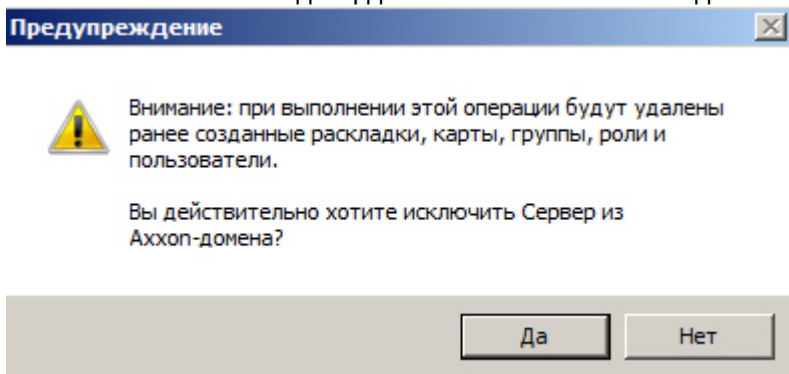 Предупреждение
Внимание: при выполнении этой операции будут удалены
ранее созданные раскладки, карты, группы, роли и
пользователи.
Вы действительно хотите исключить Сервер из
Axxon-домена?
Да
Нет